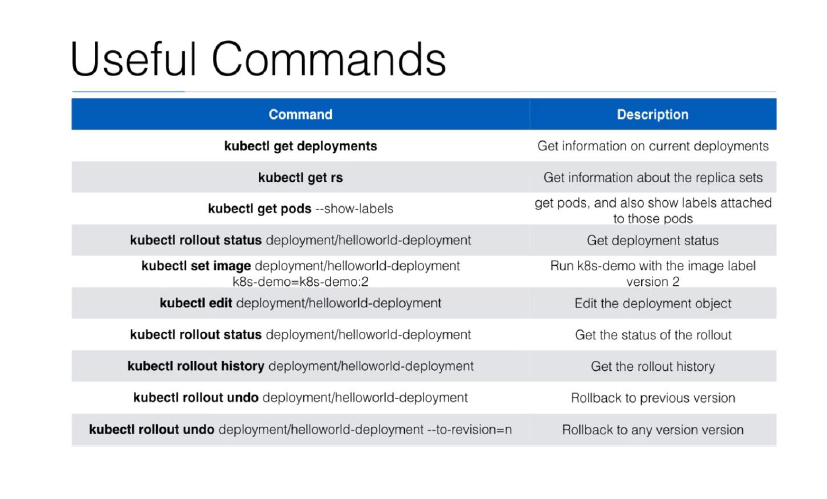 Useful Commands
Command Description
kubectl get deployments Get information on current deployments
kubectl get rs Get information about the replica sets
kubectl get pods --show-labels get pods, and also show labels attached
to those pods
kubectl rollout status deployment/helloworld-deployment Get deployment status
kubectl set image deployment/helloworld-deployment Run k8s-demo with the image label
k8s-demo=k8s-demo:2 version 2
kubectl edit deployment/helloworld-deployment Edit the deployment object
kubectl rollout status deployment/helloworld-deployment Get the status of the rollout
kubectl rollout history deployment/helloworld-deployment Get the rollout history
kubectl rollout undo deployment/helloworld-deployment Rollback to previous version
kubectl rollout undo deployment/helloworld-deployment --to-revision=n Rollback to any version version